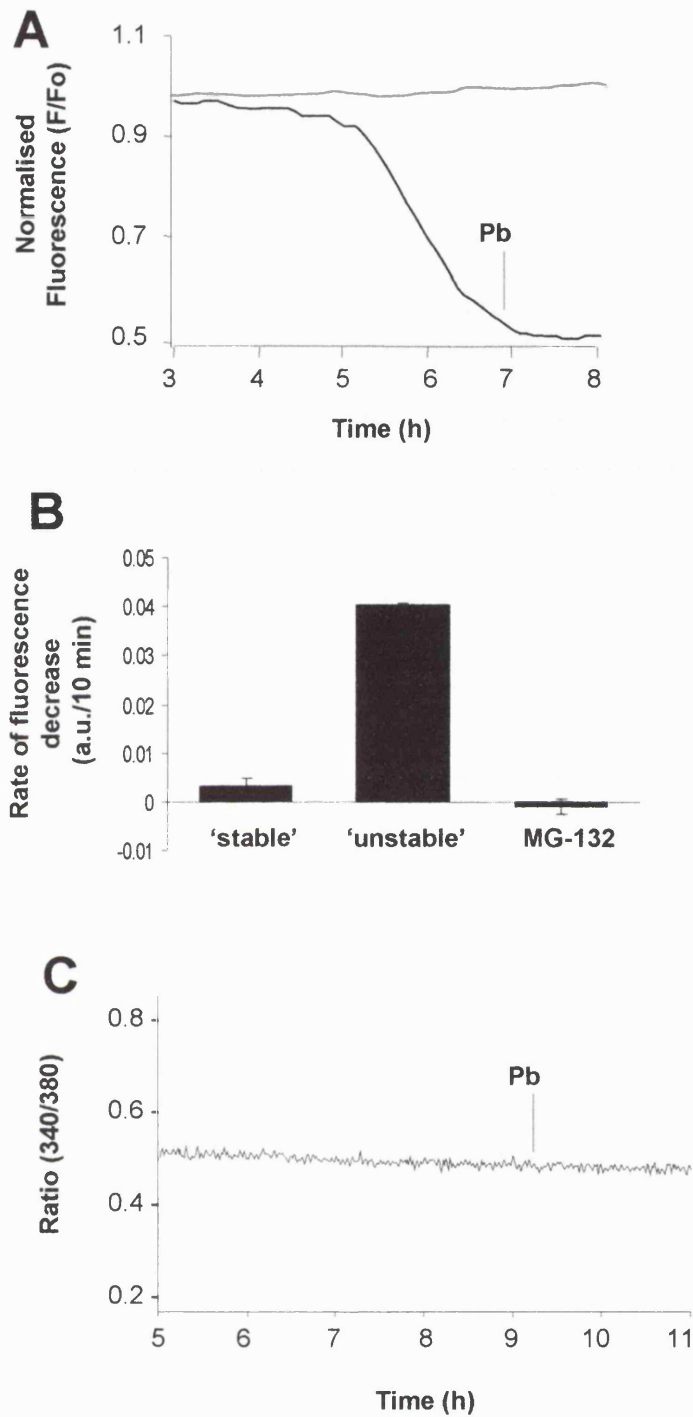 A
Normalised
Fluorescence (F/Fo)
1.1
0.9
0.7
0.5
Pb
3 4 5 6 7 8
Time (h)
B
Rate of fluorescence
decrease
(a.u./10 min)
0.05
0.04
0.03
0.02
0.01
0
-0.01
'stable' 'unstable' MG-132
C
Ratio (340/380)
0.8
0.6
0.4
0.2
Pb
5 6 7 8 9 10 11
Time (h)